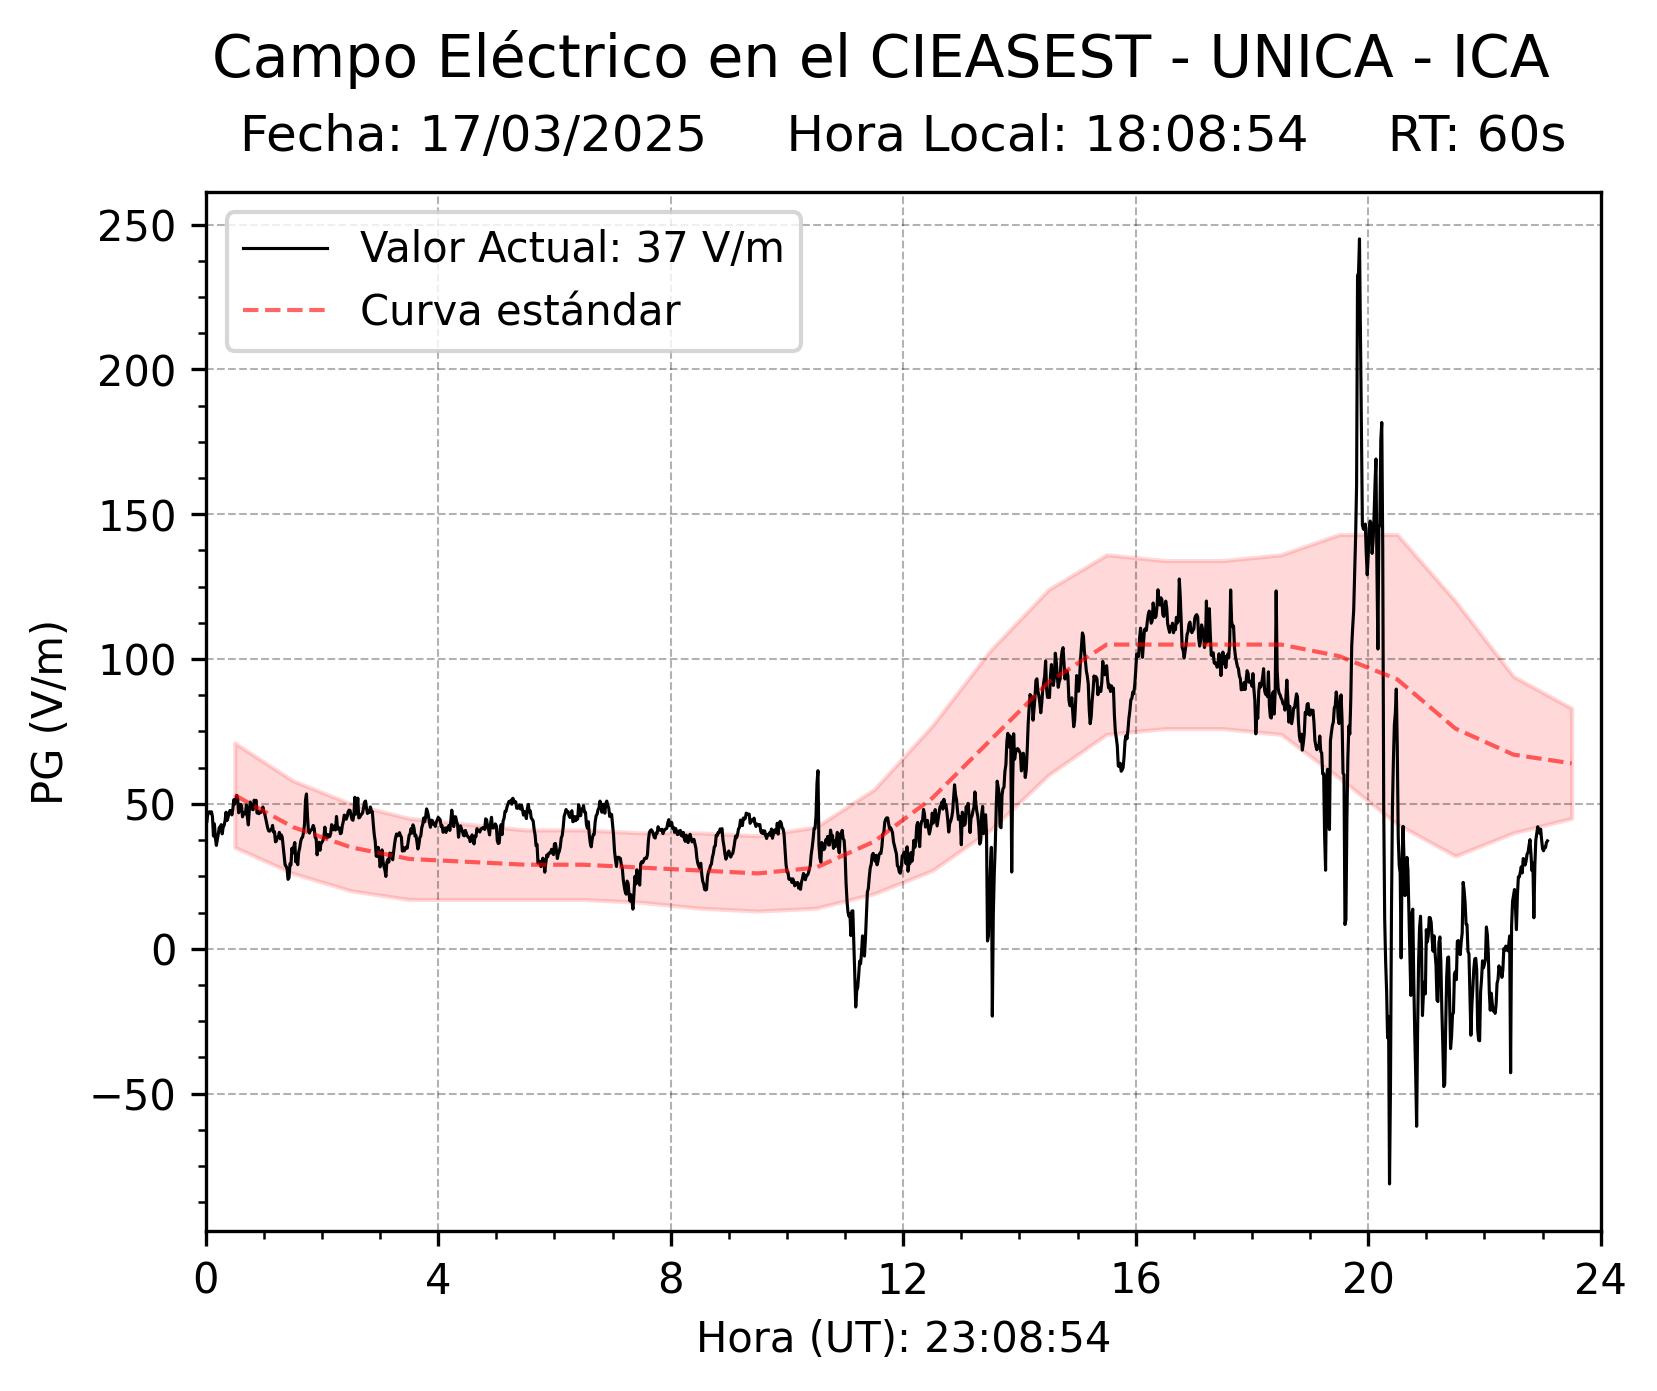 Campo Eléctrico en el CIEASEST - UNICA - ICA
Fecha: 17/03/2025 Hora Local: 18:08:54 RT: 60s
Valor Actual: 37 V/m
Curva estándar
PG (V/m)
250
200
150
100
50
0
−50
0 4 8 12 16 20 24
Hora (UT): 23:08:54